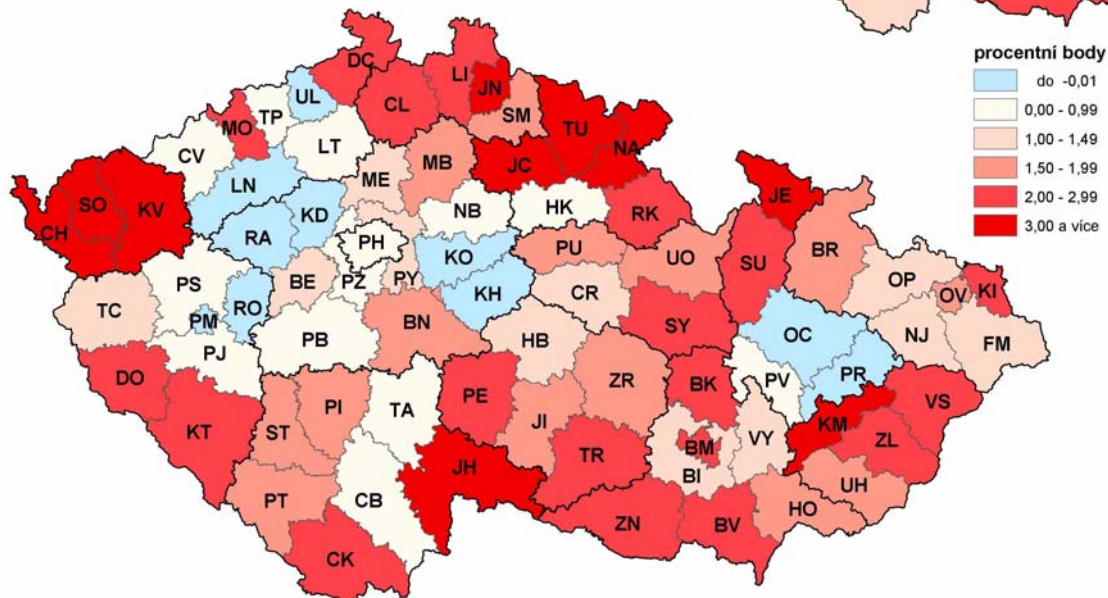 procentní body
do -0,01
0,00 - 0,99
1,00 - 1,49
1,50 - 1,99
2,00 - 2,99
3,00 a více
DC
LI
JN
UL
CL
SM
TP
MO
TU
LT
CV
MB
JC
NA
ME
LN
KD
NB
HK
RK
JE
SO
KV
CH
RA
PH
KO
PU
UO
SU
BR
PS
BE
PZ
PY
KH
CR
OP
OV
KI
TC
PM
RO
BN
SY
OC
NJ
FM
PJ
PB
HB
DO
PR
PV
BK
ZR
VS
KT
ST
PI
TA
PE
JI
KM
ZL
VY
BM
TR
BI
JH
UH
PT
CB
HO
ZN
BV
CK